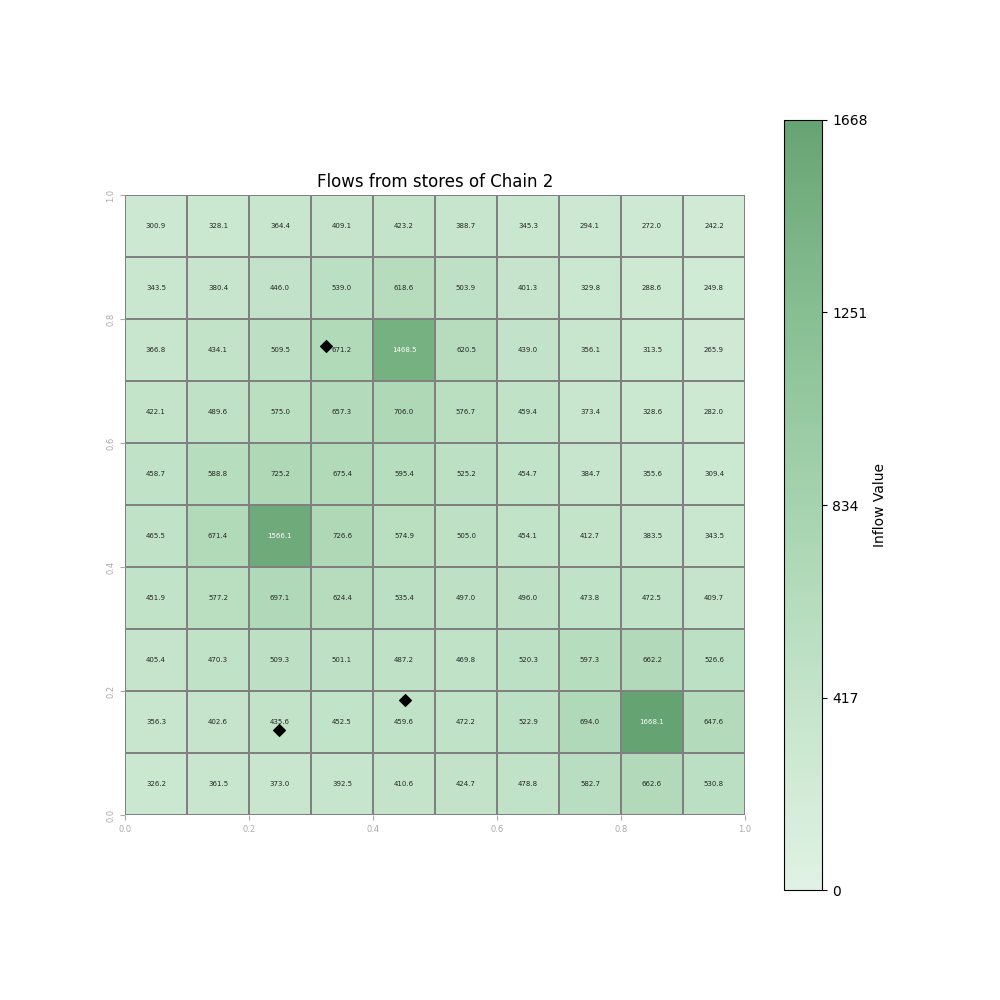 Flows from stores of Chain 2
1.0
300.9 328.1 364.4 409.1 423.2 388.7 345.3 294.1 272.0 242.2
343.5 380.4 446.0 539.0 618.6 503.9 401.3 329.8 288.6 249.8
0.8
366.8 434.1 509.5 671.2 1468.5 620.5 439.0 356.1 313.5 265.9
422.1 489.6 575.0 657.3 706.0 576.7 459.4 373.4 328.6 282.0
0.6
458.7 588.8 725.2 675.4 595.4 525.2 454.7 384.7 355.6 309.4
465.5 671.4 1566.1 726.6 574.9 505.0 454.1 412.7 383.5 343.5
0.4
451.9 577.2 697.1 624.4 535.4 497.0 496.0 473.8 472.5 409.7
405.4 470.3 509.3 501.1 487.2 469.8 520.3 597.3 662.2 526.6
0.2
356.3 402.6 435.6 452.5 459.6 472.2 522.9 694.0 1668.1 647.6
326.2 361.5 373.0 392.5 410.6 424.7 478.8 582.7 662.6 530.8
0.0
0.0 0.2 0.4 0.6 0.8 1.0
1668
1251
834
417
0
Inflow Value